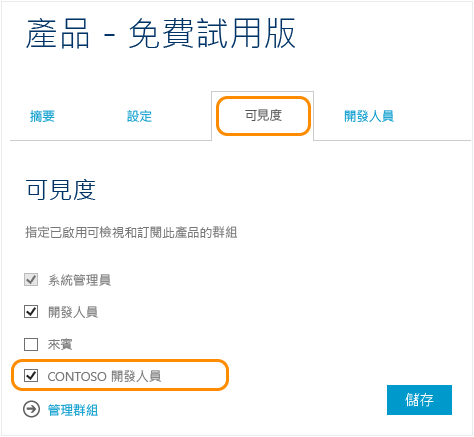 產品 - 免費試用版
摘要 設定 可見度 開發人員
可見度
指定已啟用可檢視和訂閱此產品的群組
系統管理員
開發人員
來賓
CONTOSO 開發人員
管理群組
儲存